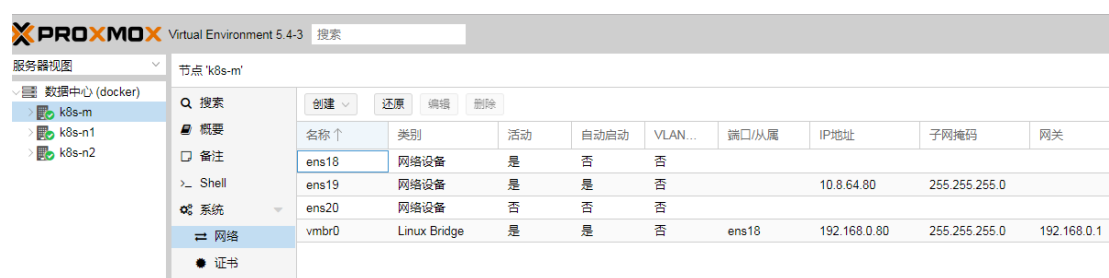 PROXMOX Virtual Environment 5.4-3 搜索
服务器视图
节点 'k8s-m'
数据中心 (docker)
k8s-m
k8s-n1
k8s-n2
搜索
概要
备注
>_ Shell
系统
网络
证书
创建 还原 编辑 删除
名称↑ 类别 活动 自动启动 VLAN... 端口/从属 IP地址 子网掩码 网关
ens18 网络设备 是 否 否
ens19 网络设备 是 是 否 10.8.64.80 255.255.255.0
ens20 网络设备 否 否 否
vmbr0 Linux Bridge 是 是 否 ens18 192.168.0.80 255.255.255.0 192.168.0.1